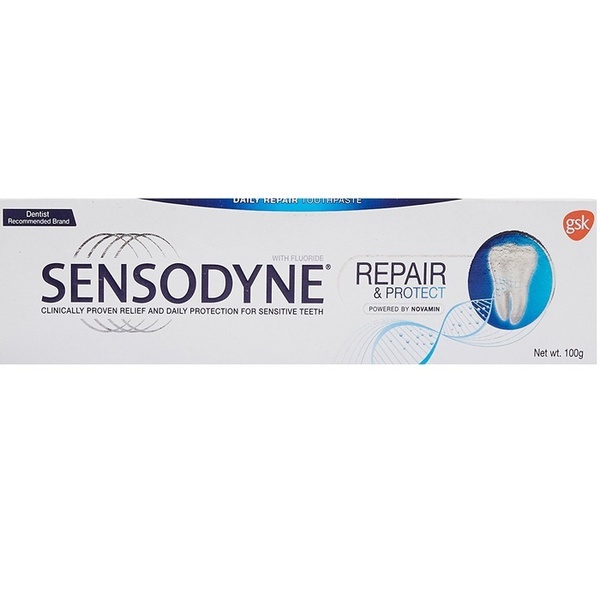 DAILY REPAIR TOOTHPASTE
Dentist
Recommended Brand
WITH FLUORIDE
SENSODYNE®
CLINICALLY PROVEN RELIEF AND DAILY PROTECTION FOR SENSITIVE TEETH
REPAIR
& PROTECT
POWERED BY NOVAMIN
gsk
Net wt. 100g